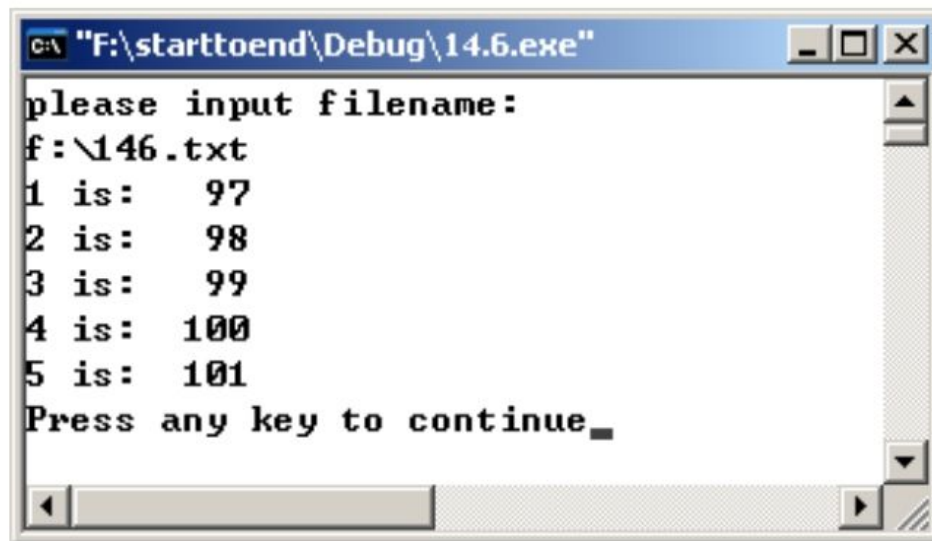 "F:\starttoend\Debug\14.6.exe"
please input filename:
f:\146.txt
1 is:   97
2 is:   98
3 is:   99
4 is:  100
5 is:  101
Press any key to continue